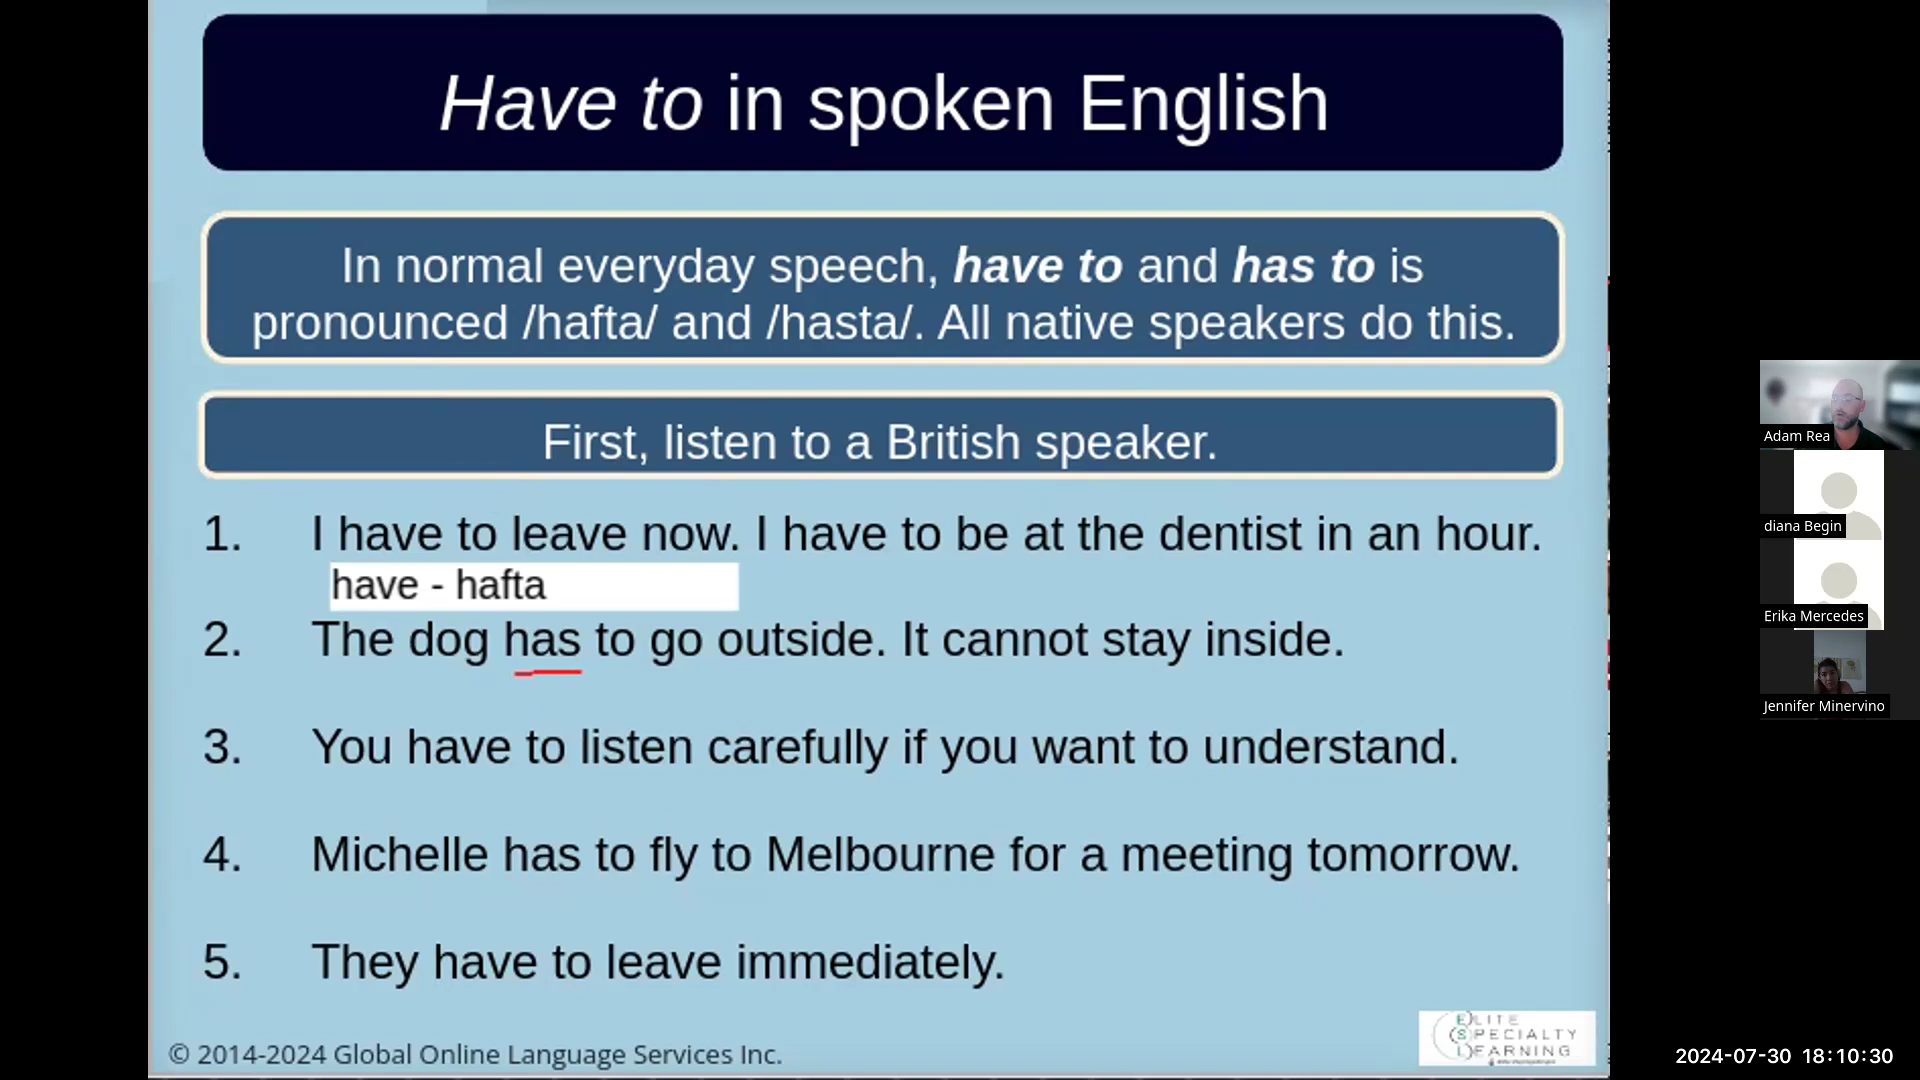 Have to in spoken English
In normal everyday speech, have to and has to is
pronounced /hafta/ and /hasta/. All native speakers do this.
First, listen to a British speaker.
1. I have to leave now. I have to be at the dentist in an hour.
have - hafta
2. The dog has to go outside. It cannot stay inside.
3. You have to listen carefully if you want to understand.
4. Michelle has to fly to Melbourne for a meeting tomorrow.
5. They have to leave immediately.
© 2014-2024 Global Online Language Services Inc.
ELITE
SPECIALTY
LEARNING
Adam Rea
diana Begin
Erika Mercedes
Jennifer Minervino
2024-07-30 18:10:30